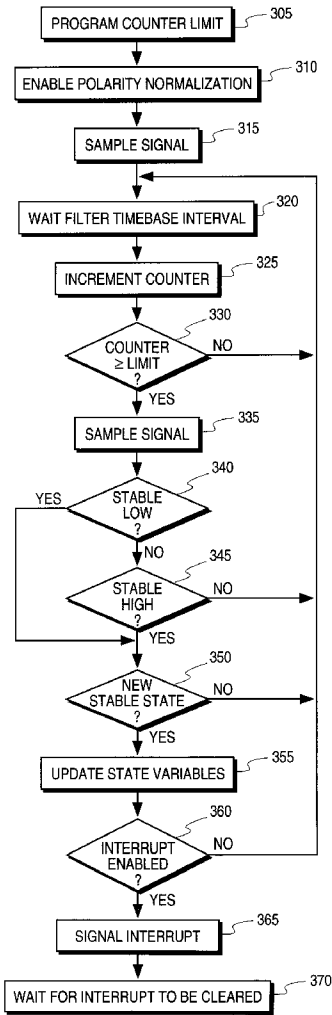 PROGRAM COUNTER LIMIT
305
ENABLE POLARITY NORMALIZATION
310
SAMPLE SIGNAL
315
WAIT FILTER TIMEBASE INTERVAL
320
INCREMENT COUNTER
325
330
COUNTER
≥ LIMIT
?
NO
YES
SAMPLE SIGNAL
335
340
YES
STABLE
LOW
?
NO
345
STABLE
HIGH
?
NO
YES
350
NEW
STABLE STATE
?
NO
YES
UPDATE STATE VARIABLES
355
360
INTERRUPT
ENABLED
?
NO
YES
SIGNAL INTERRUPT
365
WAIT FOR INTERRUPT TO BE CLEARED
370